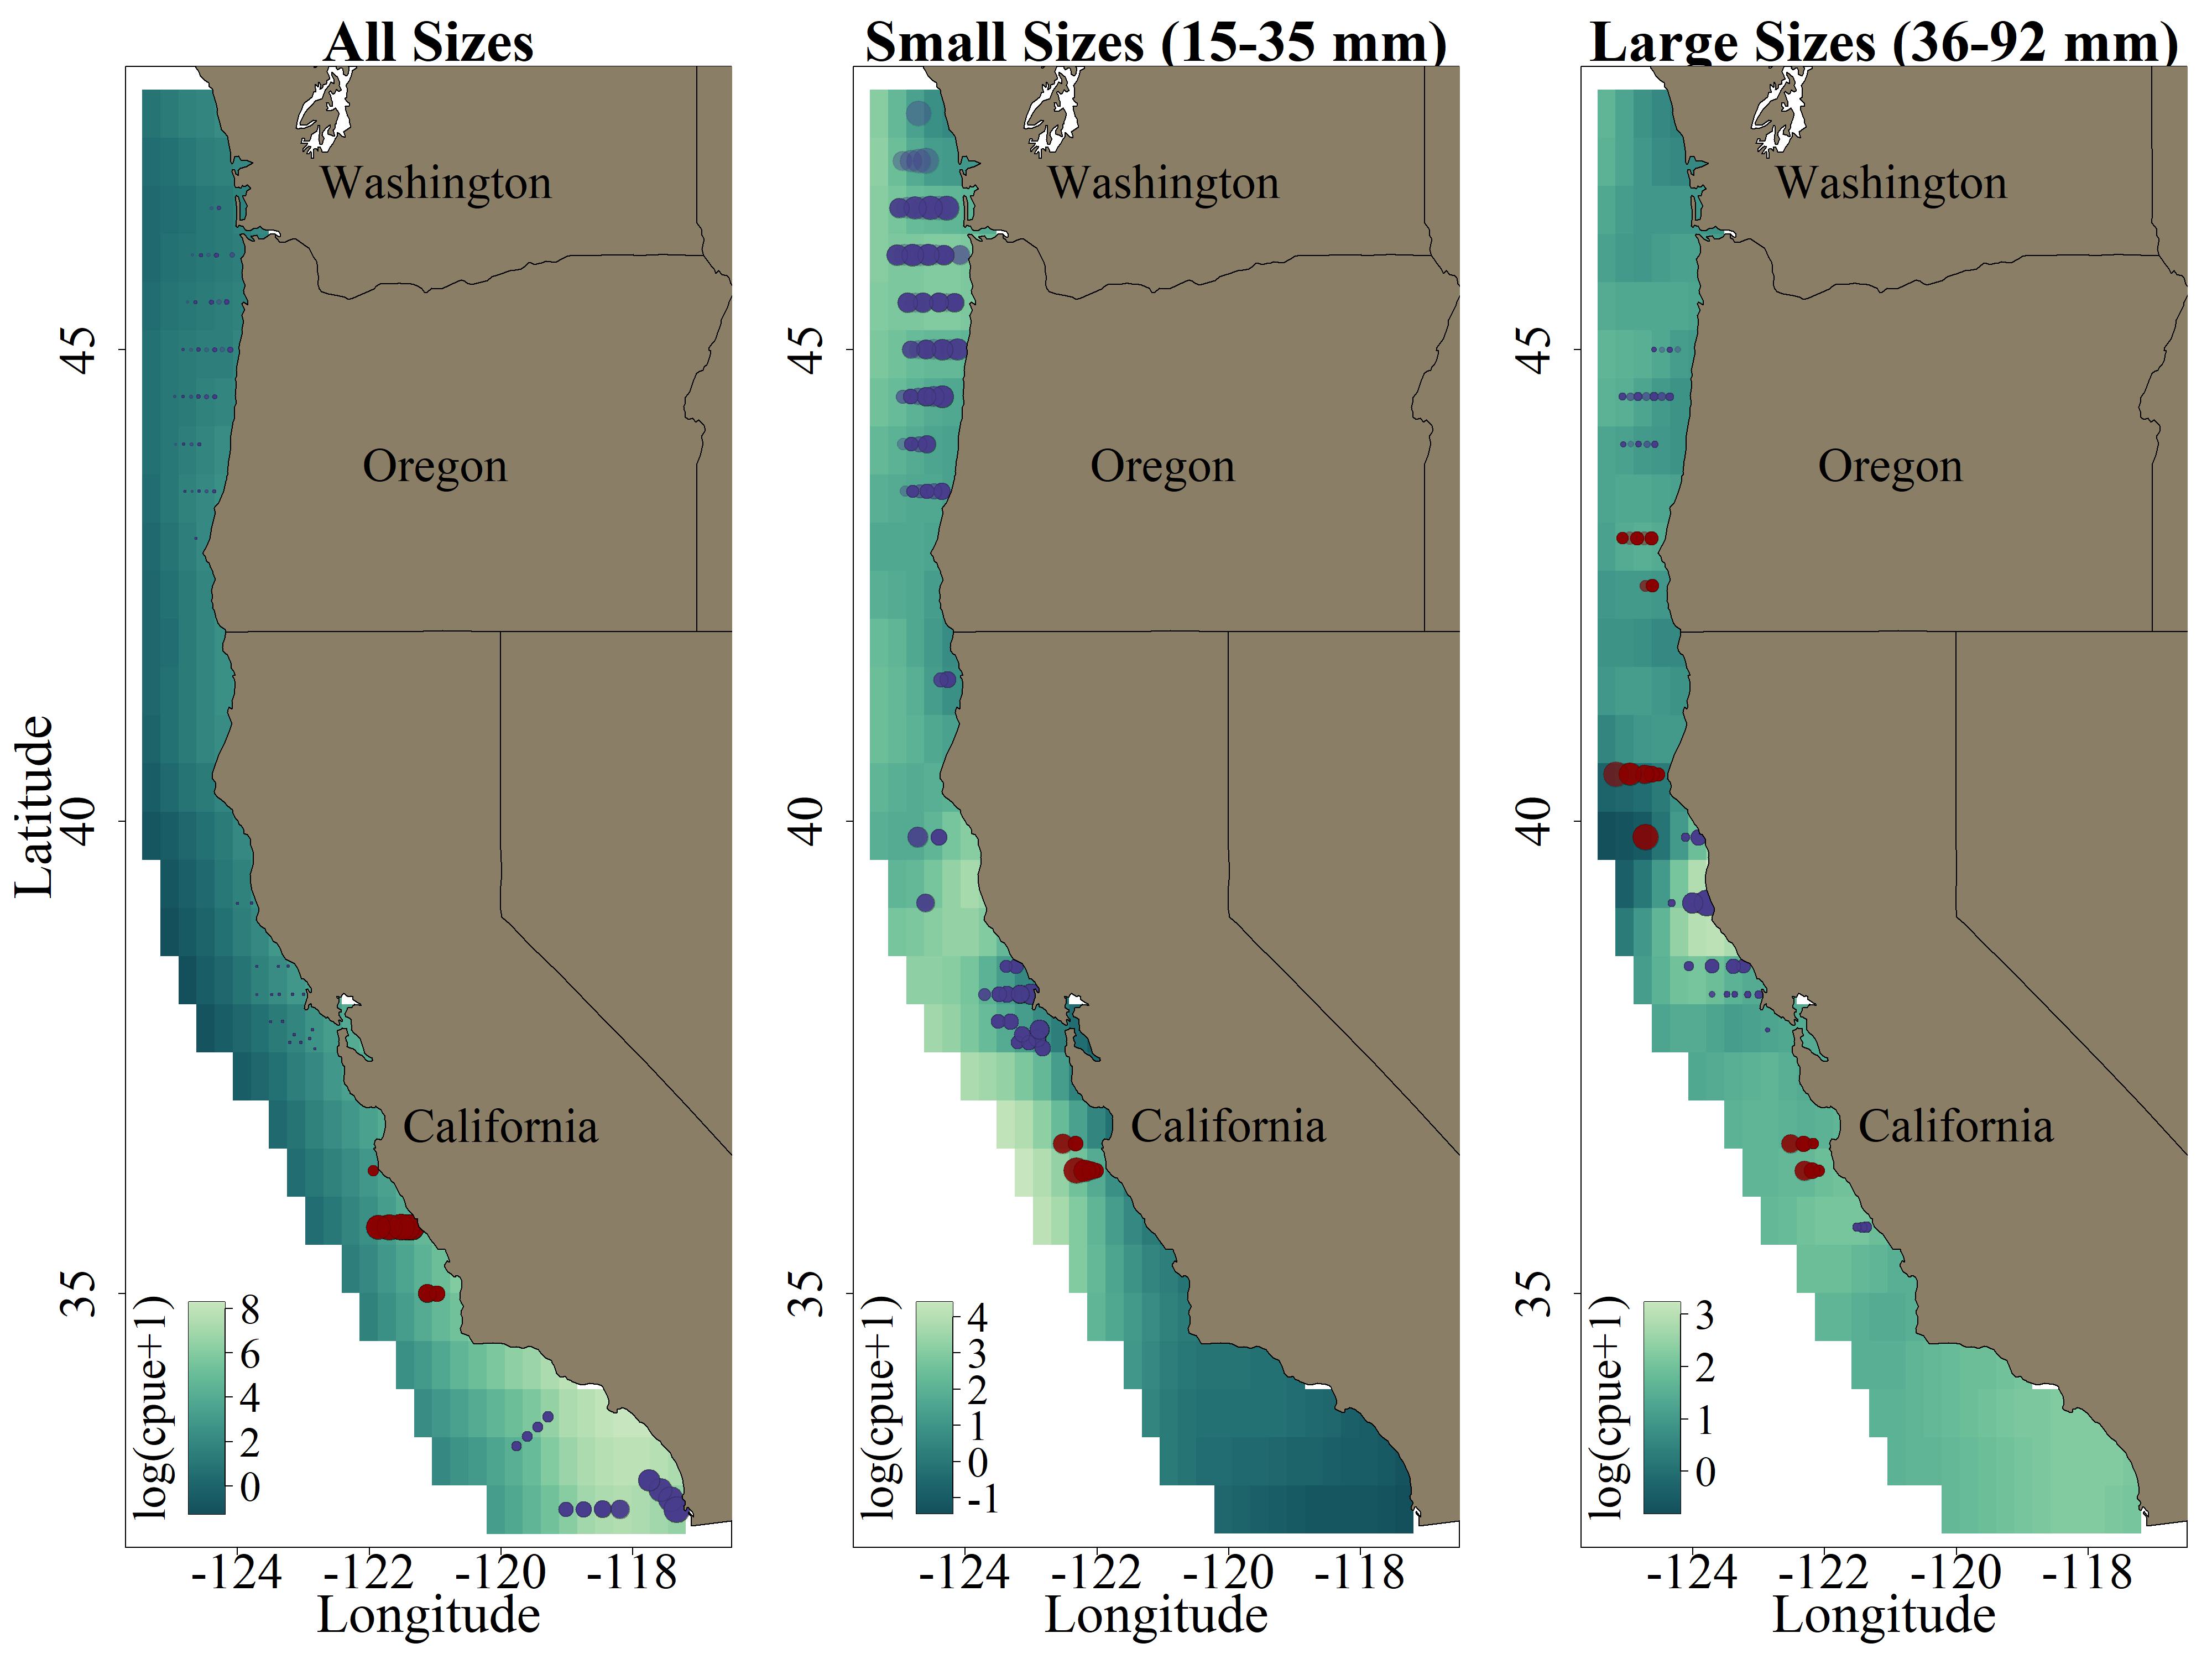 All Sizes
Small Sizes (15-35 mm)
Large Sizes (36-92 mm)
Washington
Oregon
California
Latitude
45
40
35
log(cpue+1)
8
6
4
2
0
-124 -122 -120 -118
Longitude
Washington
Oregon
California
45
40
35
log(cpue+1)
4
3
2
1
0
-1
-124 -122 -120 -118
Longitude
Washington
Oregon
California
45
40
35
log(cpue+1)
3
2
1
0
-124 -122 -120 -118
Longitude